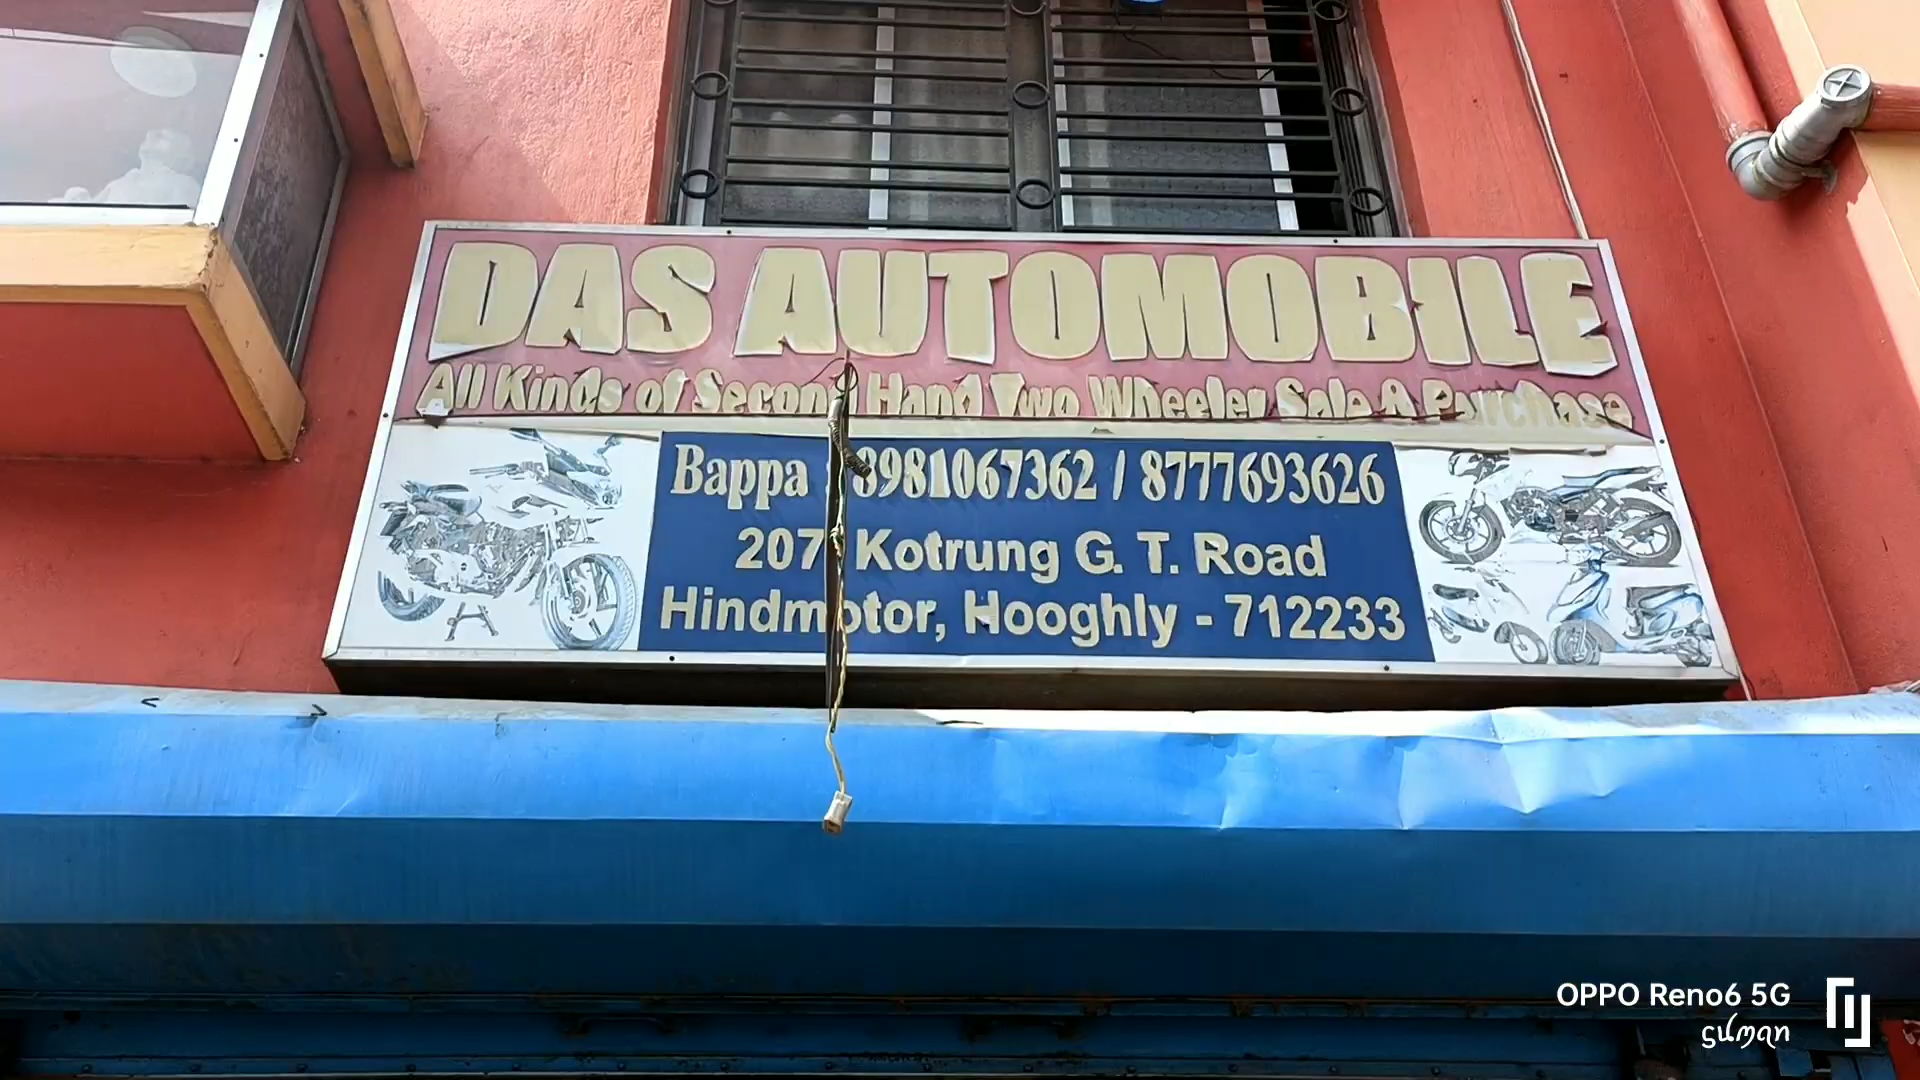 DAS AUTOMOBILE
All Kinds of Second Hand Two Wheeler Sale & Purchase
Bappa 8981067362 / 8777693626
207, Kotrung G. T. Road
Hindmotor, Hooghly - 712233
OPPO Reno6 5G